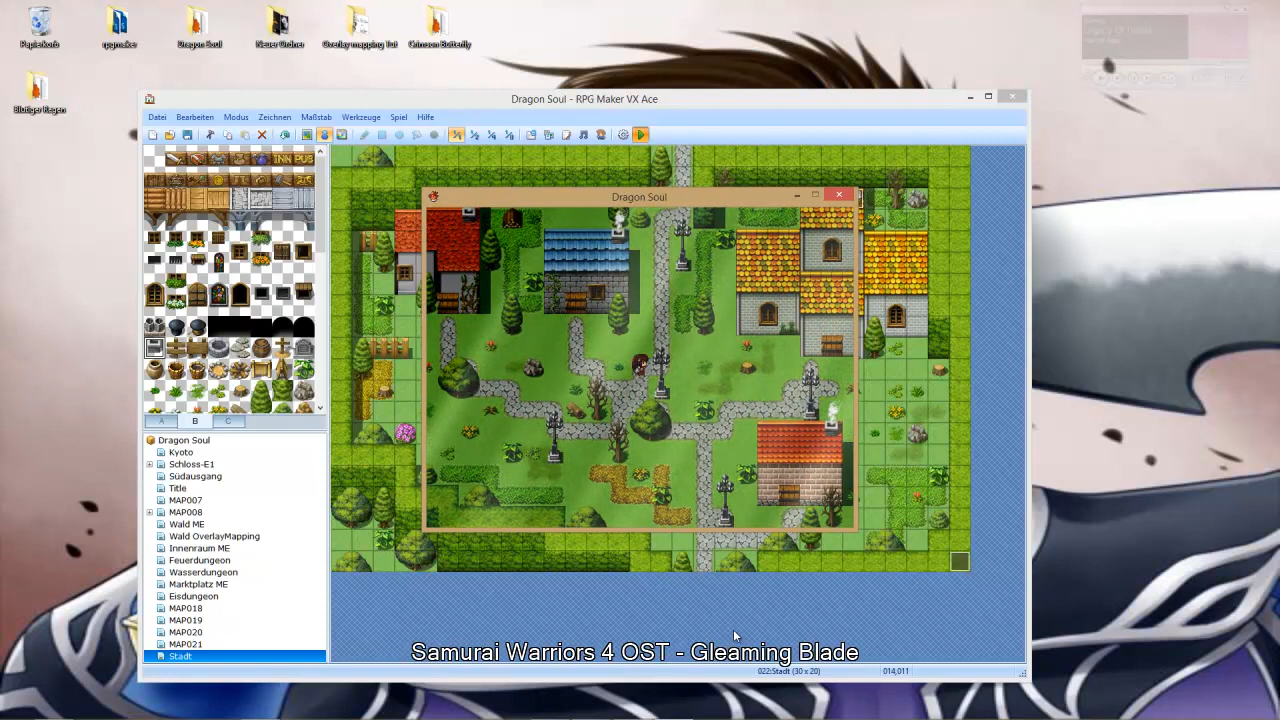 Papierkorb
rpgmaker
Dragon Soul
Neuer Ordner
Overlay mapping Tut
Crimson Butterfly
Blutiger Regen
Dragon Soul - RPG Maker VX Ace
Datei Bearbeiten Modus Zeichnen Maßstab Werkzeuge Spiel Hilfe
INN PUB
Dragon Soul
A B C
Dragon Soul
Kyoto
Schloss-E1
Südausgang
Title
MAP007
MAP008
Wald ME
Wald OverlayMapping
Innenraum ME
Feuerdungeon
Wasserdungeon
Marktplatz ME
Eisdungeon
MAP018
MAP019
MAP020
MAP021
Stadt
Samurai Warriors 4 OST - Gleaming Blade
022:Stadt (30 x 20) 014,011